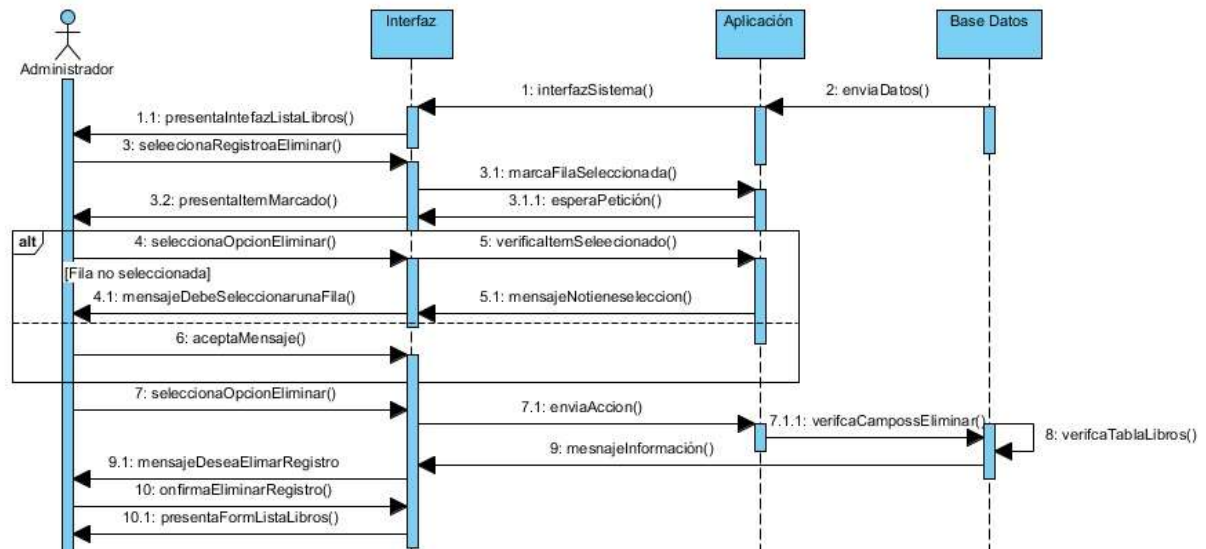 Interfaz
Aplicación
Base Datos
Administrador
1: interfazSistema()
2: enviaDatos()
1.1: presentaIntefazListaLibros()
3: seleecionaRegistroaEliminar()
3.1: marcaFilaSeleccionada()
3.2: presentaItemMarcado()
3.1.1: esperaPetición()
alt
4: seleccionaOpcionEliminar()
5: verificaItemSeleecionado()
[Fila no seleccionada]
4.1: mensajeDebeSeleccionarunaFila()
5.1: mensajeNotieneseleccion()
6: aceptaMensaje()
7: seleccionaOpcionEliminar()
7.1: enviaAccion()
7.1.1: verifcaCampossEliminar()
8: verifcaTablaLibros()
9: mesnajeInformación()
9.1: mensajeDeseaElimarRegistro
10: onfirmaEliminarRegistro()
10.1: presentaFormListaLibros()